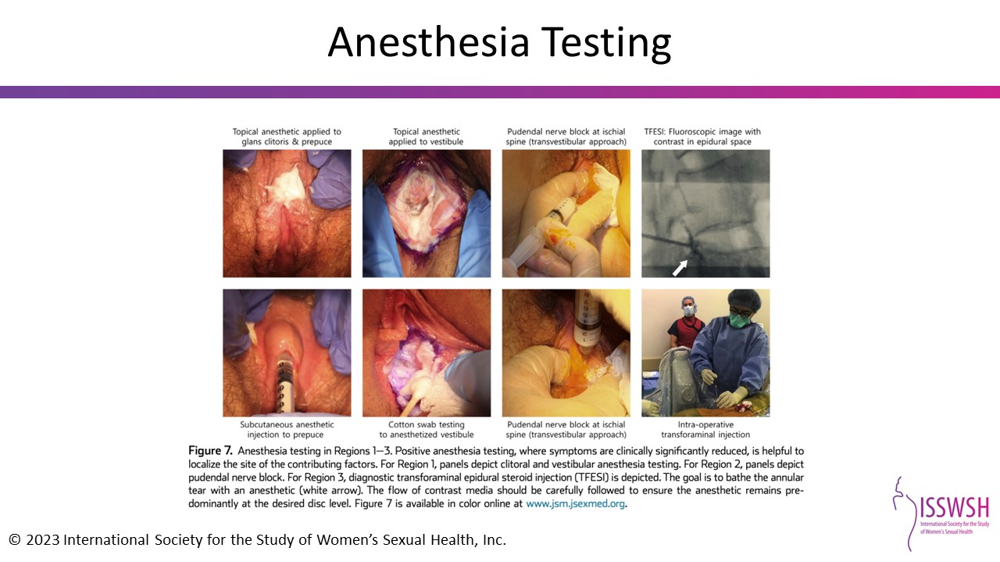 Anesthesia Testing
Topical anesthetic applied to
glans clitoris & prepuce
Topical anesthetic
applied to vestibule
Pudendal nerve block at ischial
spine (transvestibular approach)
TFESI: Fluoroscopic image with
contrast in epidural space
Subcutaneous anesthetic
injection to prepuce
Cotton swab testing
to anesthetized vestibule
Pudendal nerve block at ischial
spine (transvestibular approach)
Intra-operative
transforaminal injection
Figure 7. Anesthesia testing in Regions 1–3. Positive anesthesia testing, where symptoms are clinically significantly reduced, is helpful to
localize the site of the contributing factors. For Region 1, panels depict clitoral and vestibular anesthesia testing. For Region 2, panels depict
pudendal nerve block. For Region 3, diagnostic transforaminal epidural steroid injection (TFESI) is depicted. The goal is to bathe the annular
tear with an anesthetic (white arrow). The flow of contrast media should be carefully followed to ensure the anesthetic remains pre-
dominantly at the desired disc level. Figure 7 is available in color online at www.jsm.jsexmed.org.
ISSWSH
International Society for the Study
of Women's Sexual Health
© 2023 International Society for the Study of Women's Sexual Health, Inc.